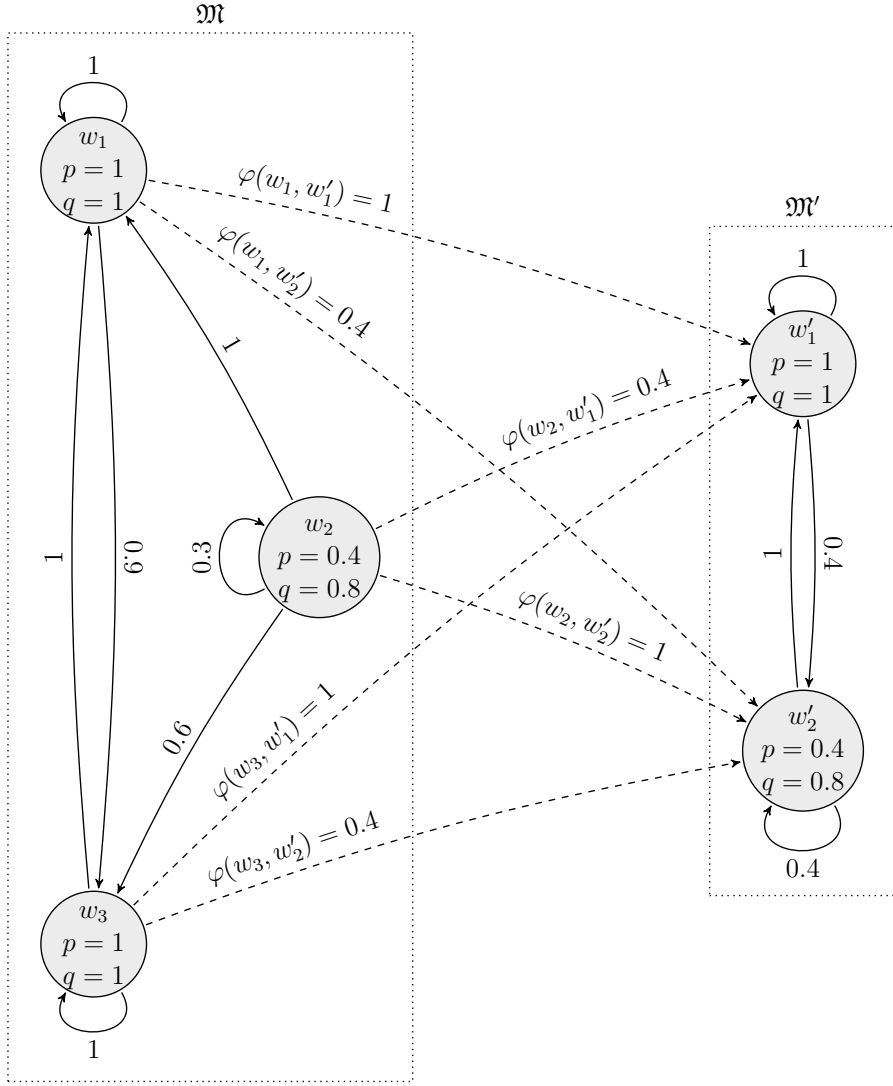 𝔐
1
w₁
p = 1
q = 1
φ(w₁, w′₁) = 1
φ(w₁, w′₂) = 0.4
𝔐′
1
w′₁
p = 1
q = 1
1
φ(w₂, w′₁) = 0.4
1
0.9
0.3
w₂
p = 0.4
q = 0.8
1
0.4
φ(w₂, w′₂) = 1
0.6
φ(w₃, w′₁) = 1
w′₂
p = 0.4
q = 0.8
0.4
φ(w₃, w′₂) = 0.4
w₃
p = 1
q = 1
1